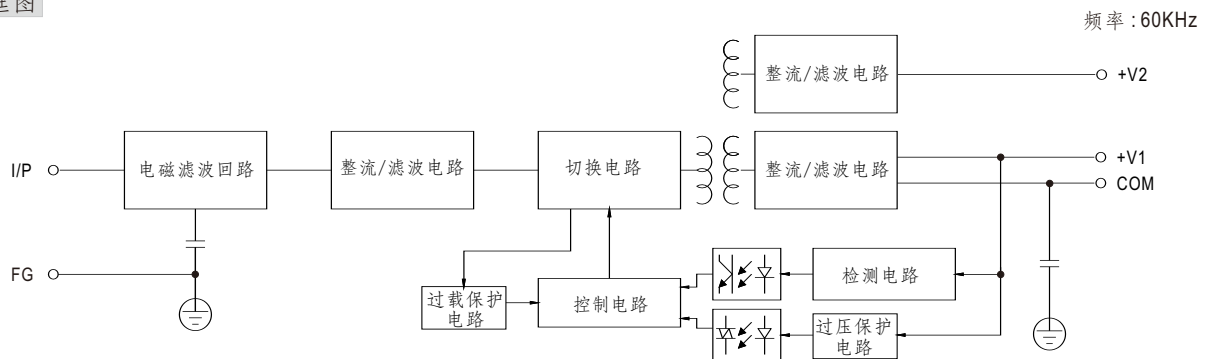 框图
频率:60KHz
整流/滤波电路
+V2
I/P
电磁滤波回路
整流/滤波电路
切换电路
整流/滤波电路
+V1
COM
FG
过载保护
电路
控制电路
检测电路
过压保护
电路